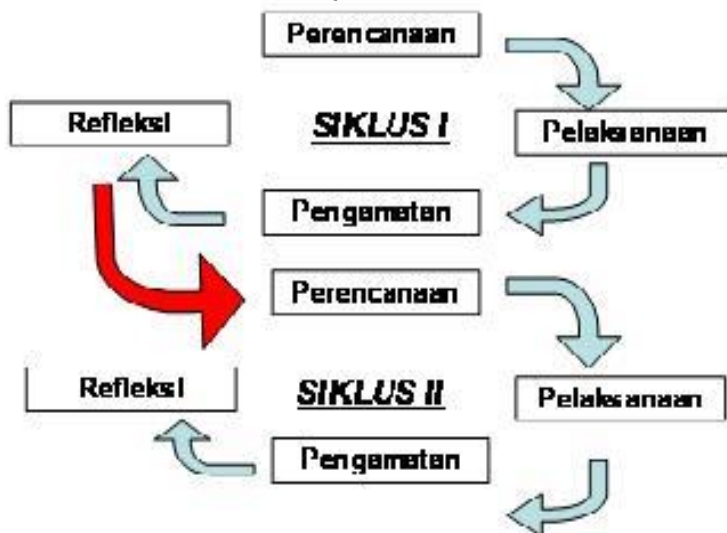 Perencanaan
Refleksi
SIKLUS I
Pelaksanaan
Pengamatan
Perencanaan
Refleksi
SIKLUS II
Pelaksanaan
Pengamatan